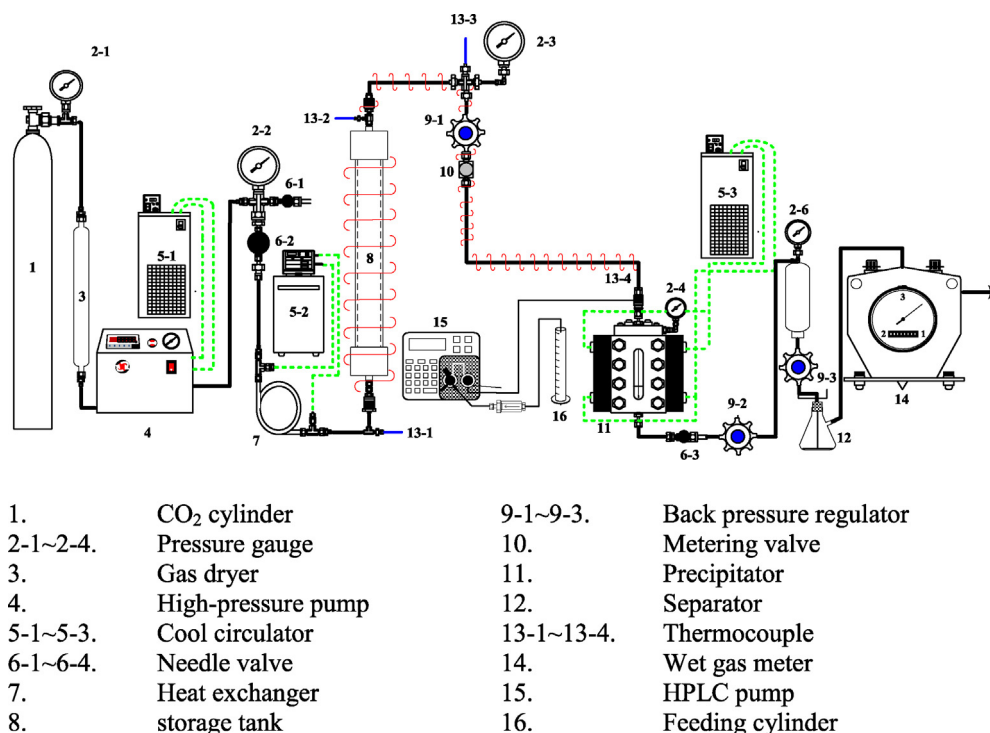 13-3
2-1
2-3
13-2
9-1
2-2
10
5-3
6-1
2-6
6-2
5-1
8
13-4
2-4
3
1
3
5-2
15
2 1
9-3
9-2
14
16
12
4
7
13-1
11
6-3
1. CO₂ cylinder
2-1~2-4. Pressure gauge
3. Gas dryer
4. High-pressure pump
5-1~5-3. Cool circulator
6-1~6-4. Needle valve
7. Heat exchanger
8. storage tank
9-1~9-3. Back pressure regulator
10. Metering valve
11. Precipitator
12. Separator
13-1~13-4. Thermocouple
14. Wet gas meter
15. HPLC pump
16. Feeding cylinder